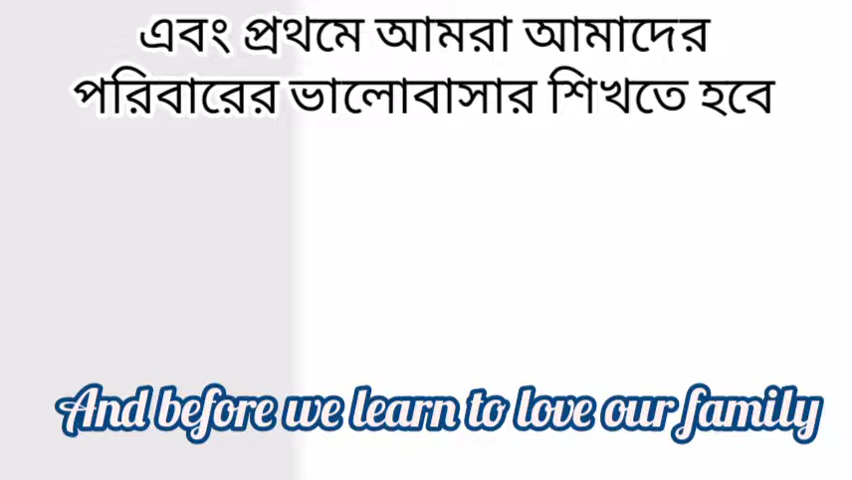 এবং প্রথমে আমরা আমাদের
পরিবারের ভালোবাসার শিখতে হবে
And before we learn to love our family